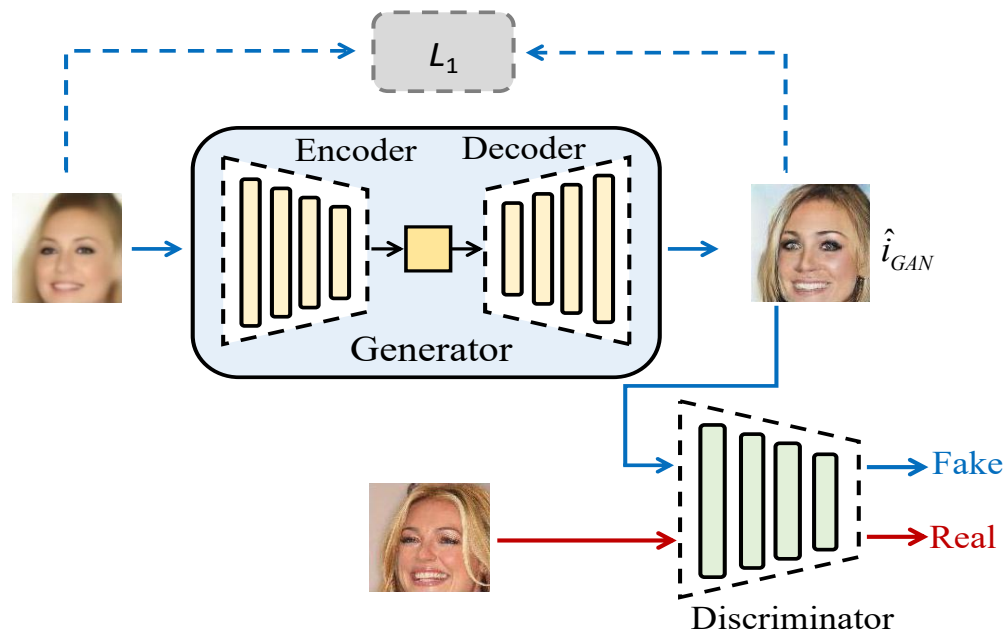 L₁
Encoder
Decoder
î_GAN
Generator
Fake
Real
Discriminator